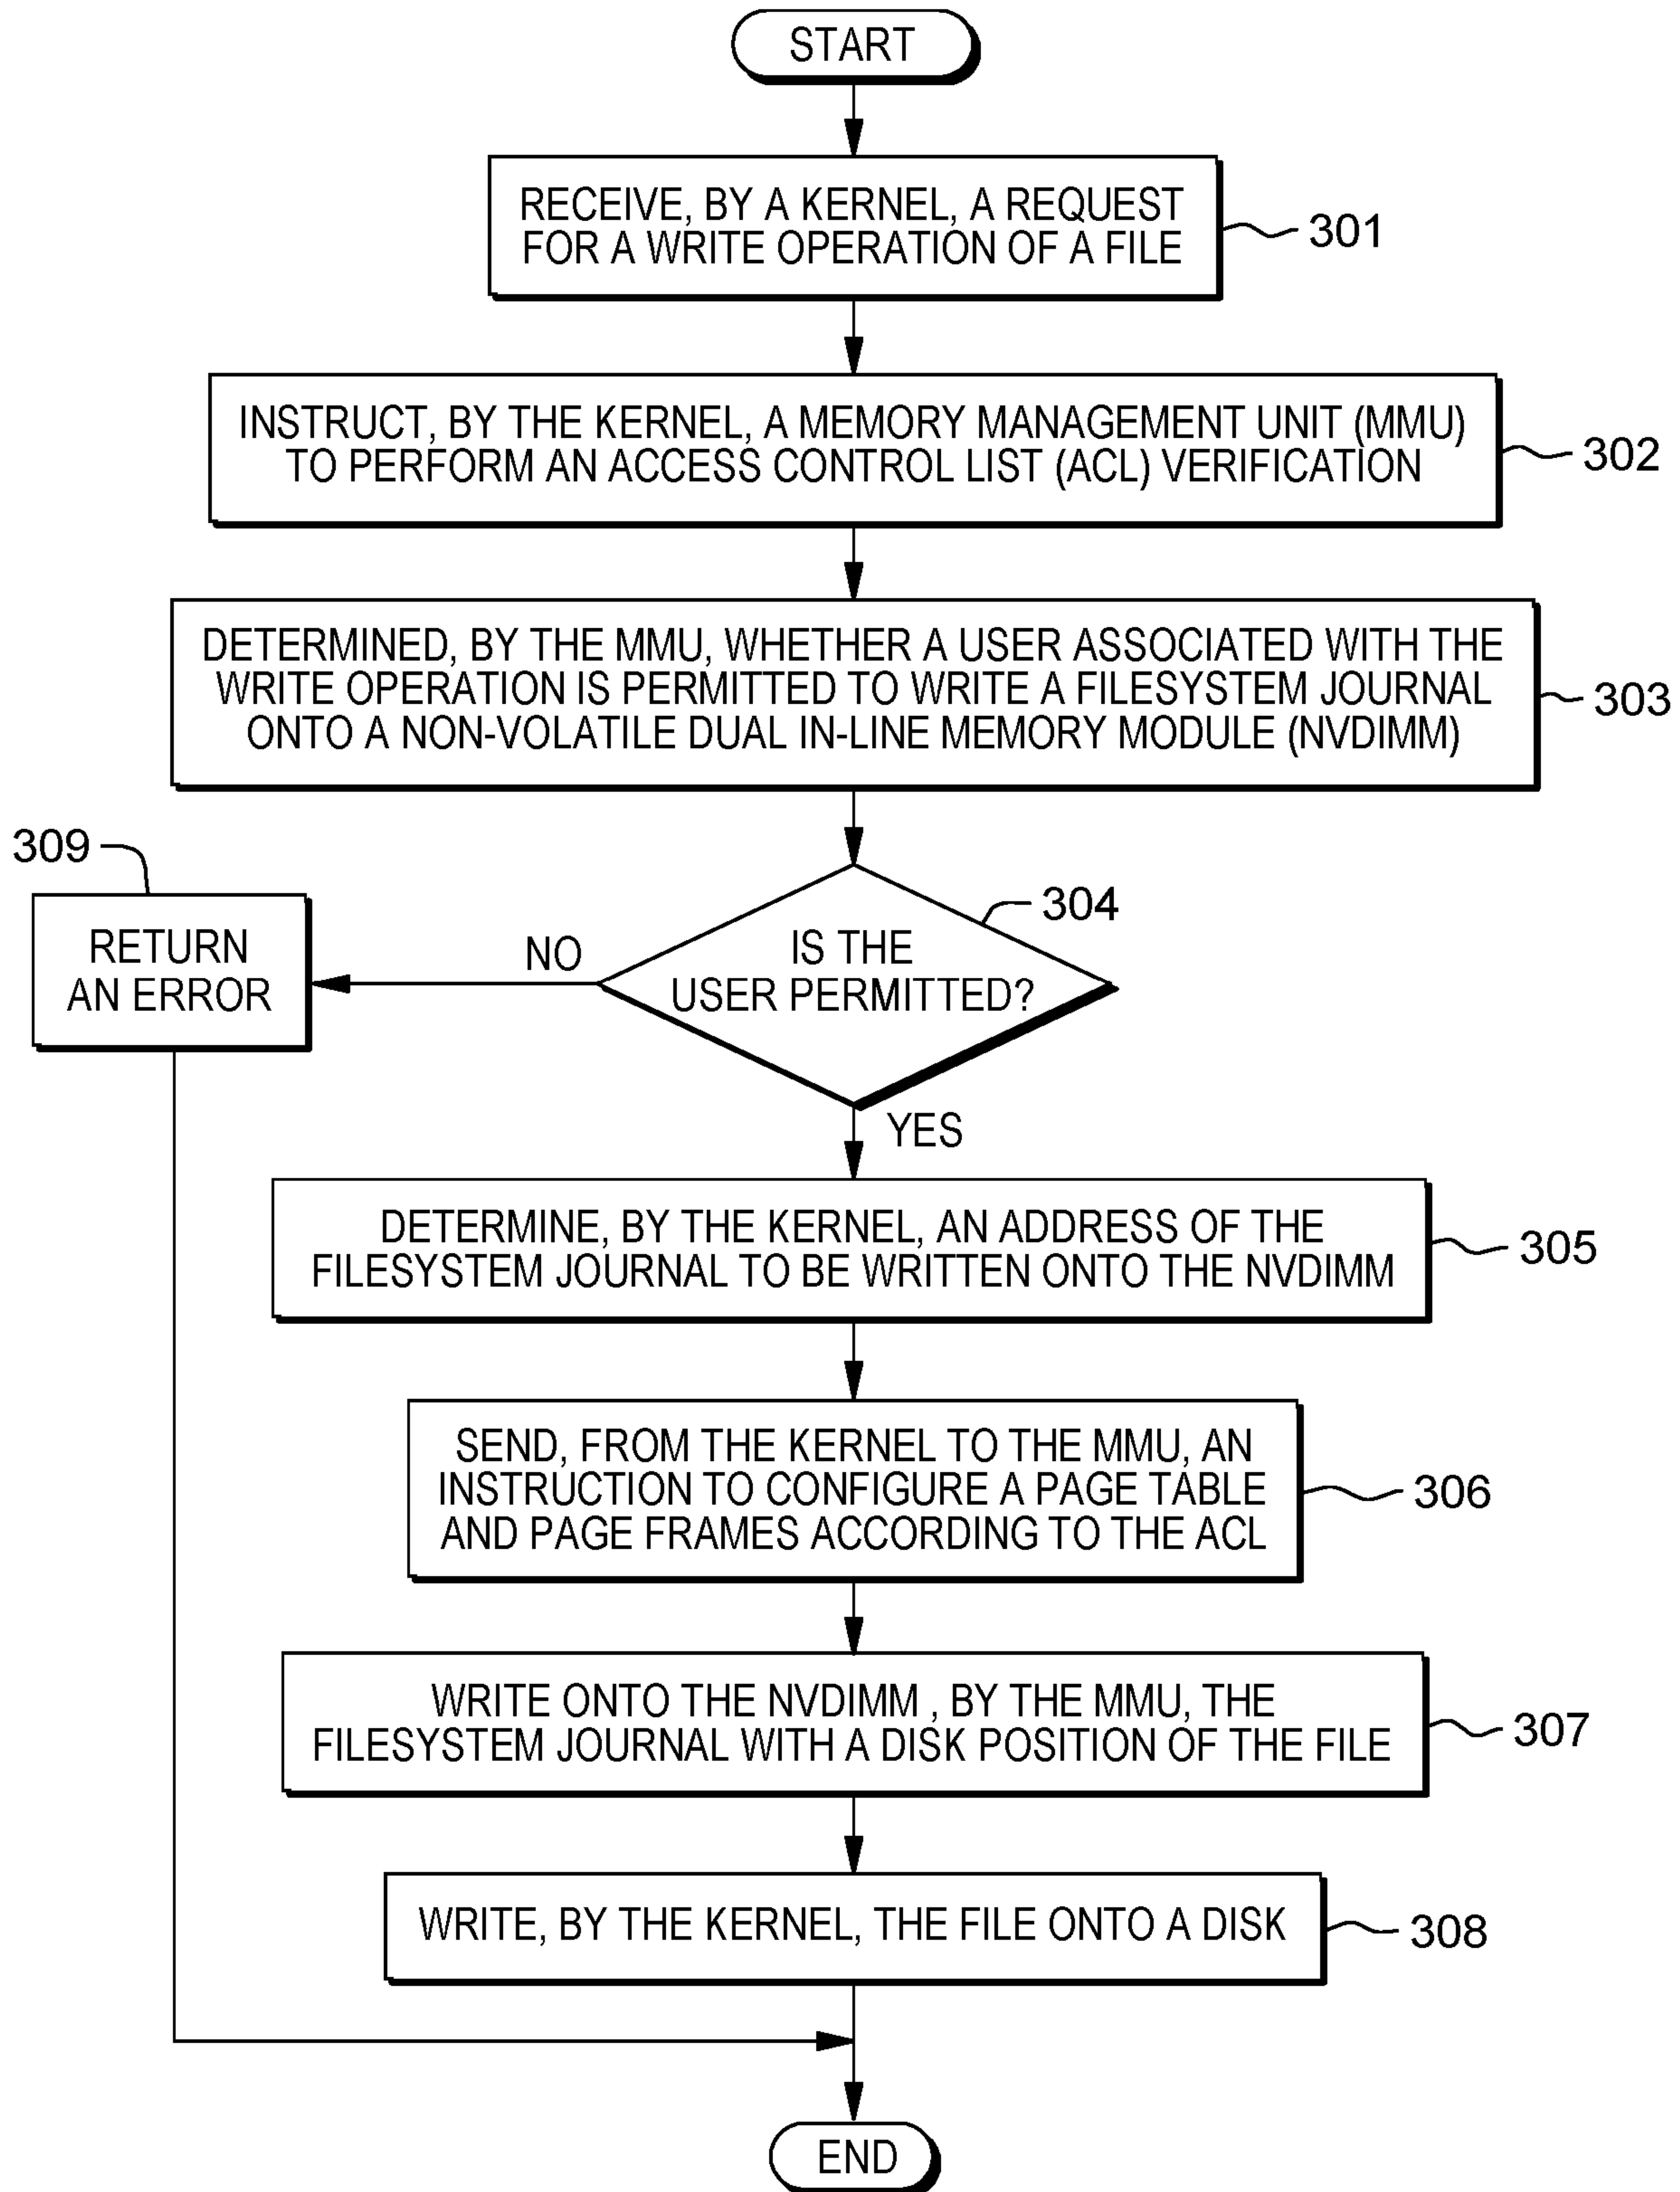 START
RECEIVE, BY A KERNEL, A REQUEST
FOR A WRITE OPERATION OF A FILE
301
INSTRUCT, BY THE KERNEL, A MEMORY MANAGEMENT UNIT (MMU)
TO PERFORM AN ACCESS CONTROL LIST (ACL) VERIFICATION
302
DETERMINED, BY THE MMU, WHETHER A USER ASSOCIATED WITH THE
WRITE OPERATION IS PERMITTED TO WRITE A FILESYSTEM JOURNAL
ONTO A NON-VOLATILE DUAL IN-LINE MEMORY MODULE (NVDIMM)
303
309
RETURN
AN ERROR
NO
304
IS THE
USER PERMITTED?
YES
DETERMINE, BY THE KERNEL, AN ADDRESS OF THE
FILESYSTEM JOURNAL TO BE WRITTEN ONTO THE NVDIMM
305
SEND, FROM THE KERNEL TO THE MMU, AN
INSTRUCTION TO CONFIGURE A PAGE TABLE
AND PAGE FRAMES ACCORDING TO THE ACL
306
WRITE ONTO THE NVDIMM , BY THE MMU, THE
FILESYSTEM JOURNAL WITH A DISK POSITION OF THE FILE
307
WRITE, BY THE KERNEL, THE FILE ONTO A DISK
308
END